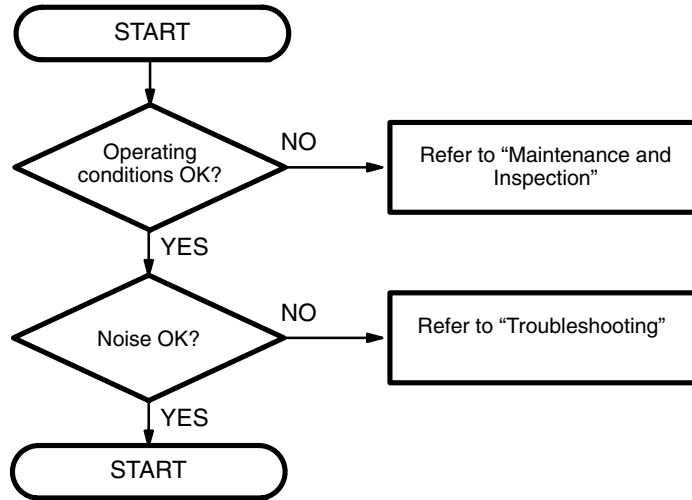 START
Operating
conditions OK?
NO
Refer to “Maintenance and
Inspection”
YES
Noise OK?
NO
Refer to “Troubleshooting”
YES
START